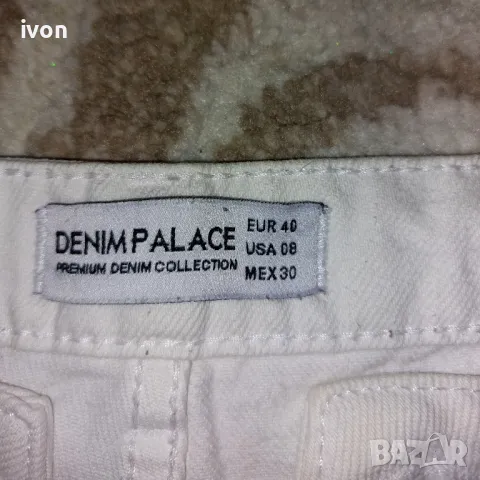 ivon
DENIM PALACE
PREMIUM DENIM COLLECTION
EUR 40
USA 08
MEX 30
BAZAR